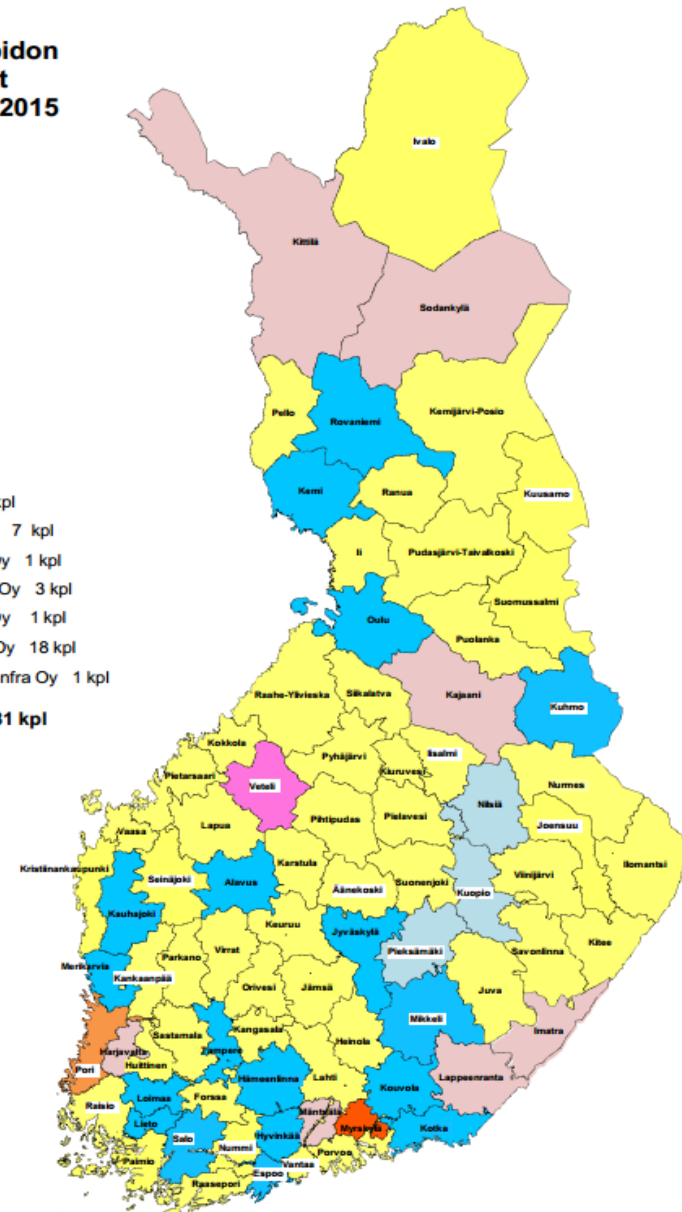 pidon
t
2015
kpl
7 kpl
y 1 kpl
Oy 3 kpl
Oy 1 kpl
Oy 18 kpl
nfra Oy 1 kpl
31 kpl
Ivalo
Kittilä
Sodankylä
Pello
Rovaniemi
Kemijärvi-Posio
Kemi
Ranua
Kuusamo
Ii
Pudasjärvi-Taivalkoski
Oulu
Suomussalmi
Puolanka
Raahe-Ylivieska
Siikalatva
Kajaani
Kuhmo
Kokkola
Pyhäjärvi
Iisalmi
Kiuruvesi
Pietarsaari
Veteli
Nilsiä
Nurmes
Vaasa
Lapua
Pihtipudas
Pielavesi
Joensuu
Kristiinankaupunki
Seinäjoki
Alavus
Karstula
Äänekoski
Suonenjoki
Kuopio
Viinijärvi
Ilomantsi
Kauhajoki
Keuruu
Jyväskylä
Pieksämäki
Savonlinna
Kitee
Merikarvia
Kankaanpää
Parkano
Virrat
Orivesi
Jämsä
Juva
Mikkeli
Imatra
Pori
Harjavalta
Huittinen
Sastamala
Tampere
Kangasala
Heinola
Lappeenranta
Raisio
Loimaa
Forssa
Hämeenlinna
Lahti
Kouvola
Lieto
Salo
Hyvinkää
Mäntsälä
Myrskylä
Kotka
Paimio
Nummi
Vantaa
Porvoo
Espoo
Raasepori